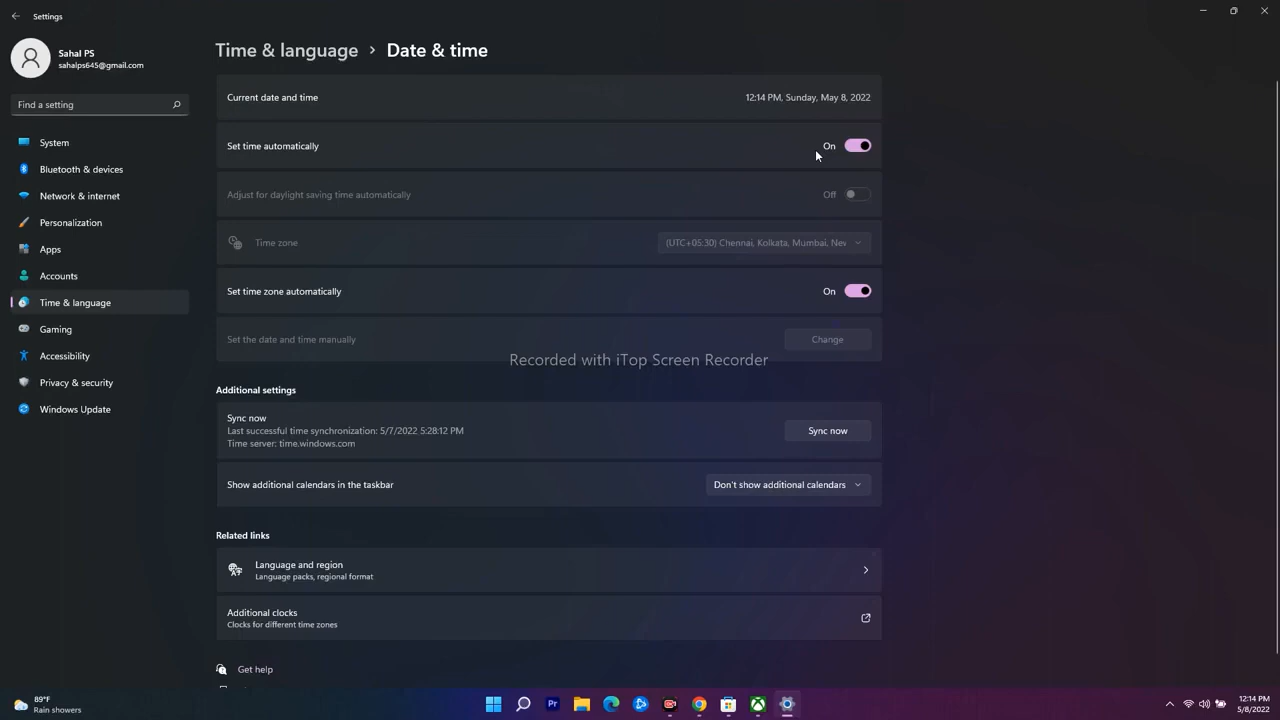 Settings
Sahal PS
sahalps645@gmail.com
Find a setting
System
Bluetooth & devices
Network & internet
Personalization
Apps
Accounts
Time & language
Gaming
Accessibility
Privacy & security
Windows Update
Time & language > Date & time
Current date and time 12:14 PM, Sunday, May 8, 2022
Set time automatically On
Adjust for daylight saving time automatically Off
Time zone (UTC+05:30) Chennai, Kolkata, Mumbai, Nev
Set time zone automatically On
Set the date and time manually Change
Recorded with iTop Screen Recorder
Additional settings
Sync now
Last successful time synchronization: 5/7/2022 5:28:12 PM
Time server: time.windows.com
Sync now
Show additional calendars in the taskbar Don't show additional calendars
Related links
Language and region
Language packs, regional format
Additional clocks
Clocks for different time zones
Get help
89°F
Rain showers
Pr
12:14 PM
5/8/2022